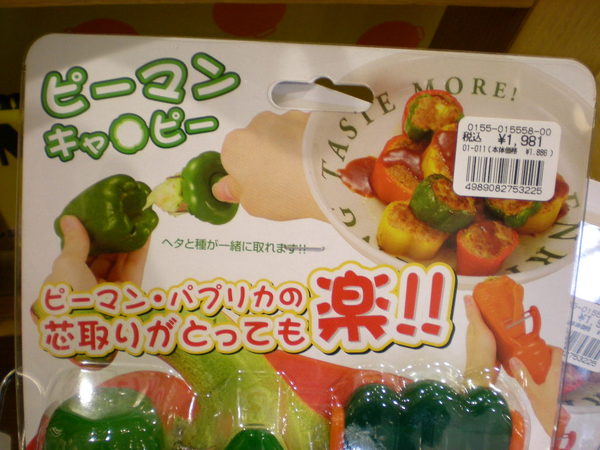 ピーマン
キャ○ピー
TASTE MORE!
0155-015558-00
税込 ¥1,981
01-011(本体価格 ¥1,886)
4989082753225
ヘタと種が一緒に取れます!!
ピーマン・パプリカの
芯取りがとっても楽!!